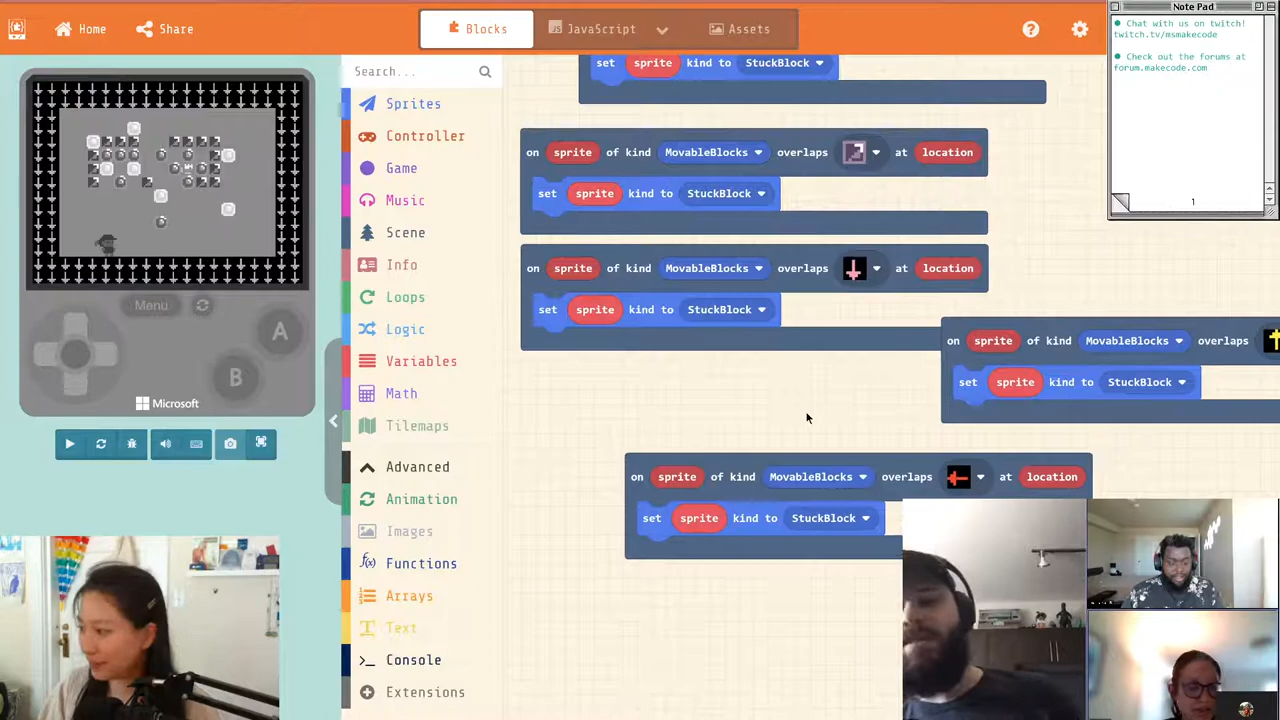 Home
Share
Blocks
JavaScript
Assets
?
Note Pad
● Chat with us on twitch!
twitch.tv/msmakecode
● Check out the forums at
forum.makecode.com
1
Menu
A
B
Microsoft
Search...
Sprites
Controller
Game
Music
Scene
Info
Loops
Logic
Variables
Math
Tilemaps
Advanced
Animation
Images
Functions
Arrays
Text
Console
Extensions
set sprite kind to StuckBlock
on sprite of kind MovableBlocks overlaps at location
set sprite kind to StuckBlock
on sprite of kind MovableBlocks overlaps at location
set sprite kind to StuckBlock
on sprite of kind MovableBlocks overlaps
set sprite kind to StuckBlock
on sprite of kind MovableBlocks overlaps at location
set sprite kind to StuckBlock